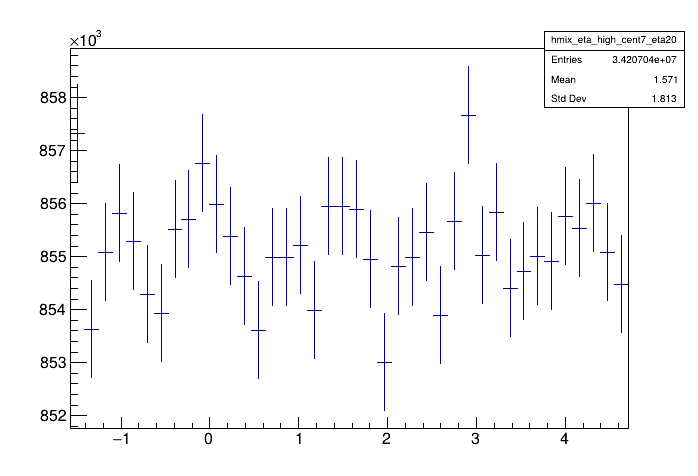 ×10³
hmix_eta_high_cent7_eta20
Entries 3.420704e+07
Mean 1.571
Std Dev 1.813
858
857
856
855
854
853
852
−1 0 1 2 3 4